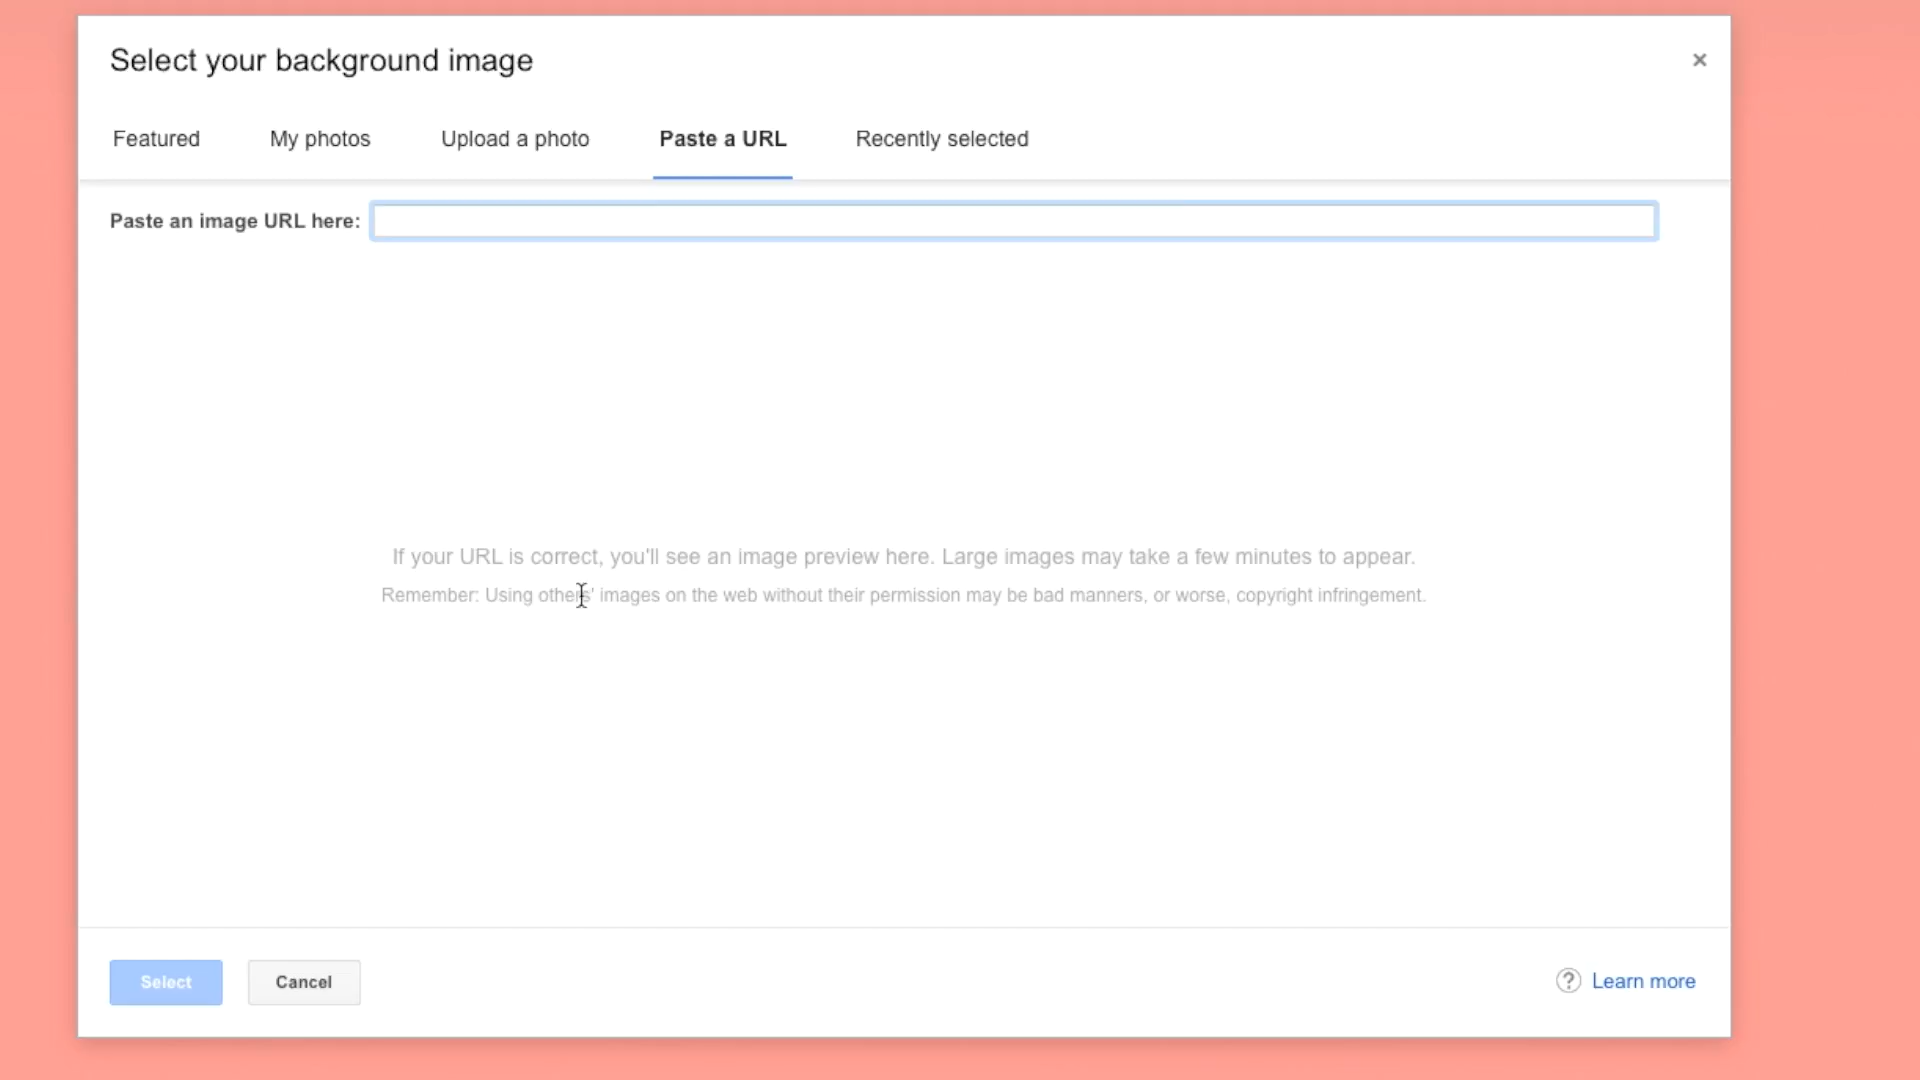 Select your background image
×
Featured My photos Upload a photo Paste a URL Recently selected
Paste an image URL here:
If your URL is correct, you'll see an image preview here. Large images may take a few minutes to appear.
Remember: Using others' images on the web without their permission may be bad manners, or worse, copyright infringement.
Select Cancel ? Learn more